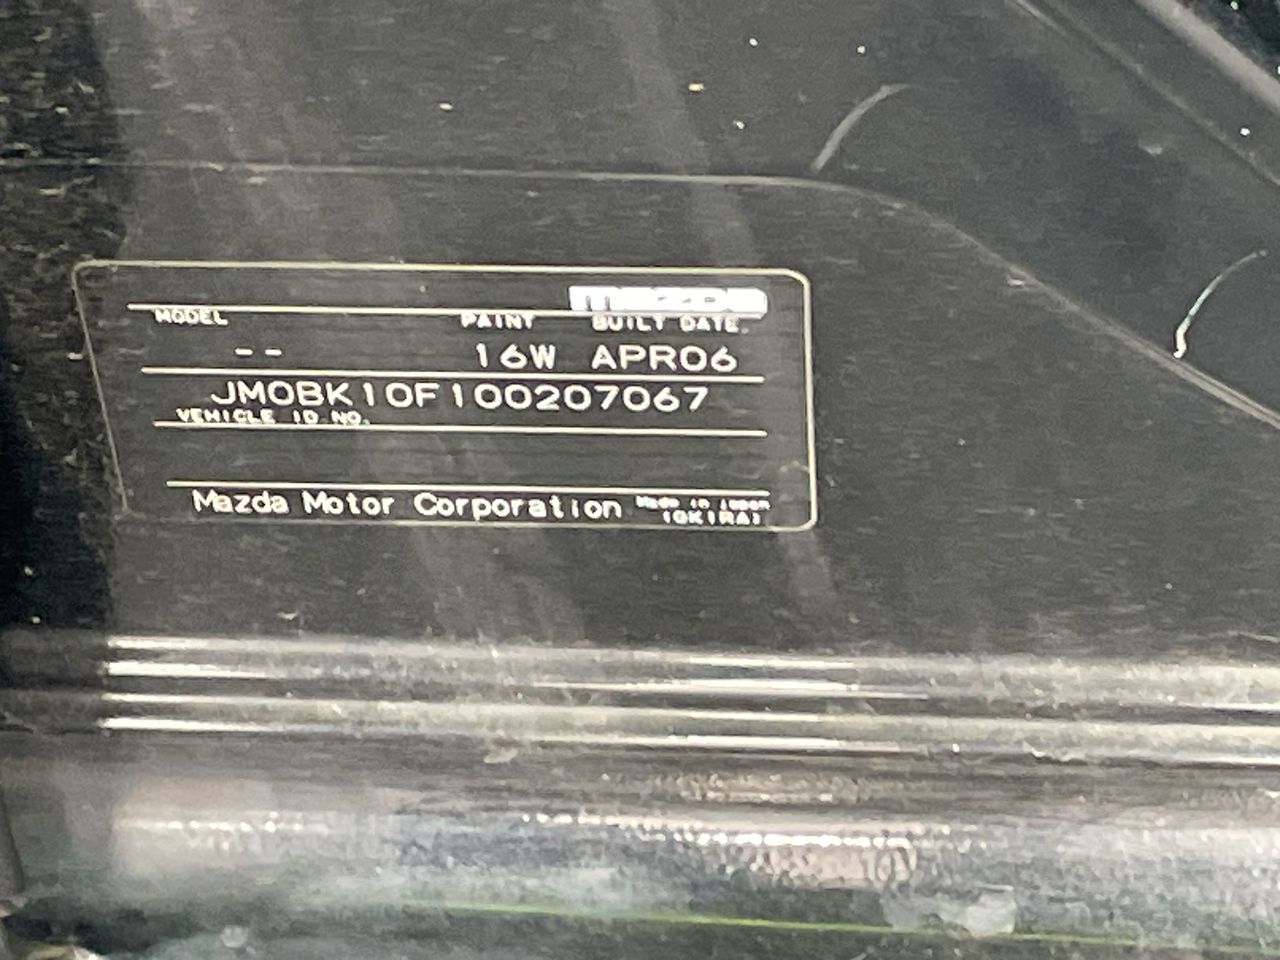 mazda
MODEL PAINT BUILT DATE.
-- 16W APR06
JM0BK10F100207067
VEHICLE ID NO.
Mazda Motor Corporation Made in Japan
(OKIRA)